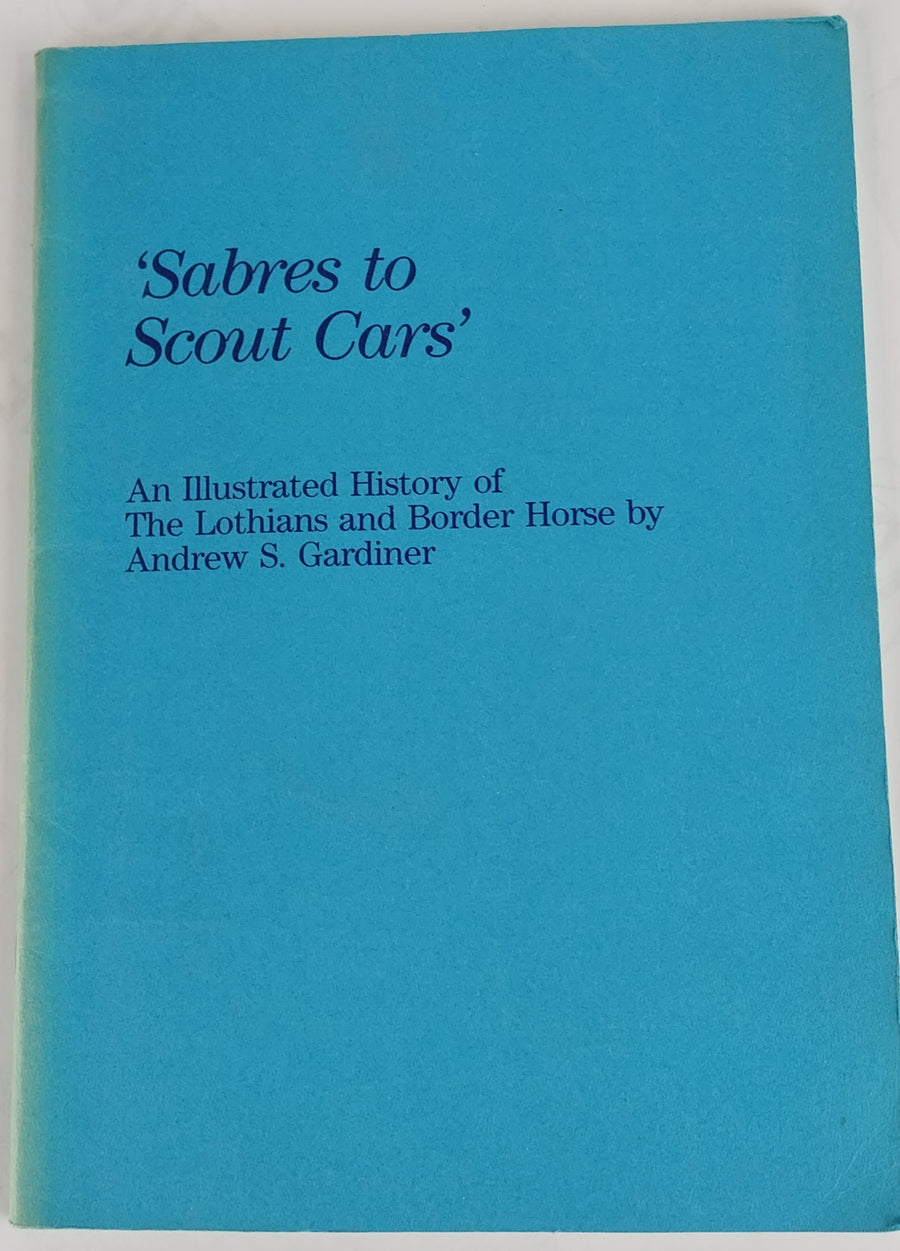 ‘Sabres to
Scout Cars’
An Illustrated History of
The Lothians and Border Horse by
Andrew S. Gardiner